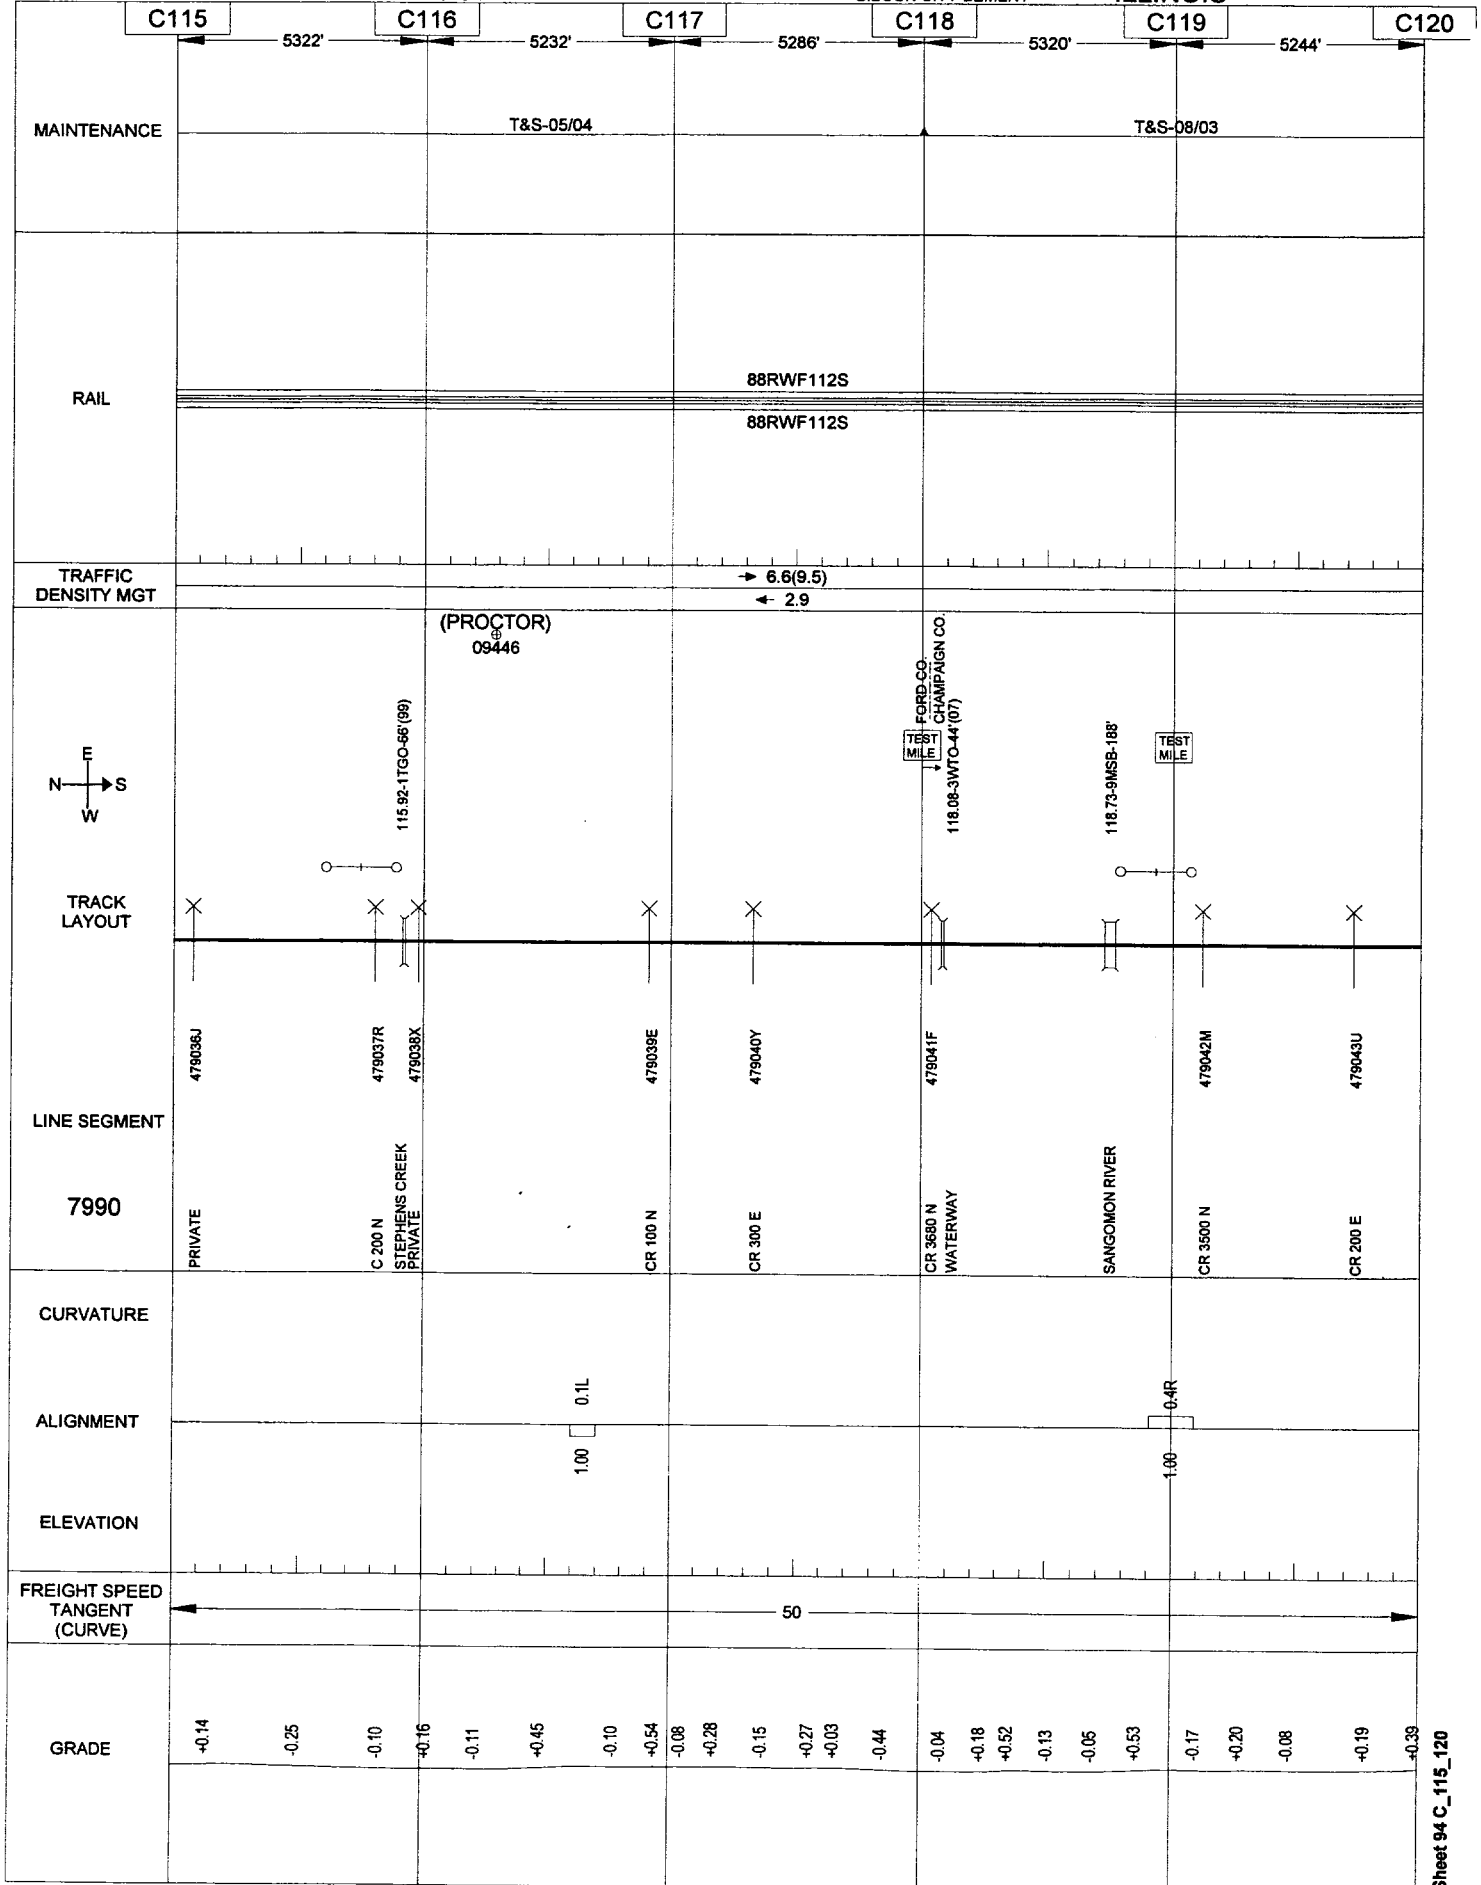 C115 C116 C117 C118 C119 C120
5322' 5232' 5286' 5320' 5244'
MAINTENANCE
T&S-05/04 T&S-08/03
RAIL
88RWF112S
88RWF112S
TRAFFIC
DENSITY MGT
→ 6.6(9.5)
← 2.9
(PROCTOR)
09446
115.92-1TGO-66'(99)
FORD CO.
CHAMPAIGN CO.
118.08-3WTO-44'(07)
118.73-9MSB-188'
TEST
MILE
TEST
MILE
E
N S
W
TRACK
LAYOUT
479036J
479037R
479038X
479039E
479040Y
479041F
479042M
479043U
LINE SEGMENT
7990
PRIVATE
C 200 N
STEPHENS CREEK
PRIVATE
CR 100 N
CR 300 E
CR 3680 N
WATERWAY
SANGOMON RIVER
CR 3500 N
CR 200 E
CURVATURE
0.1L
0.4R
ALIGNMENT
1.00
1.00
ELEVATION
FREIGHT SPEED
TANGENT
(CURVE)
50
GRADE
+0.14
-0.25
-0.10
+0.16
-0.11
+0.45
-0.10
+0.54
-0.08
+0.28
-0.15
+0.27
+0.03
-0.44
-0.04
+0.18
+0.52
-0.13
-0.05
+0.53
-0.17
+0.20
-0.08
+0.19
+0.39
Sheet 94 C_115_120